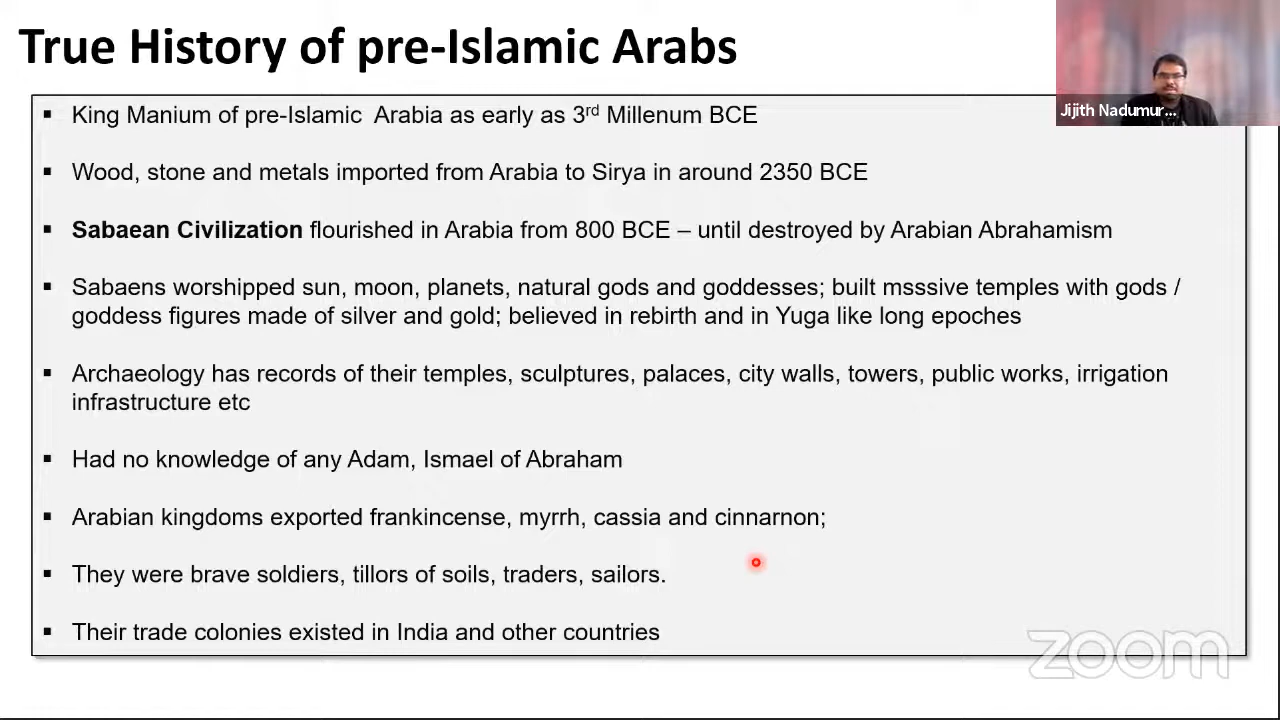 True History of pre-Islamic Arabs
Jijith Nadumur...
▪ King Manium of pre-Islamic Arabia as early as 3rd Millenum BCE
▪ Wood, stone and metals imported from Arabia to Sirya in around 2350 BCE
▪ Sabaean Civilization flourished in Arabia from 800 BCE – until destroyed by Arabian Abrahamism
▪ Sabaens worshipped sun, moon, planets, natural gods and goddesses; built msssive temples with gods /
goddess figures made of silver and gold; believed in rebirth and in Yuga like long epoches
▪ Archaeology has records of their temples, sculptures, palaces, city walls, towers, public works, irrigation
infrastructure etc
▪ Had no knowledge of any Adam, Ismael of Abraham
▪ Arabian kingdoms exported frankincense, myrrh, cassia and cinnarnon;
▪ They were brave soldiers, tillors of soils, traders, sailors.
▪ Their trade colonies existed in India and other countries
zoom